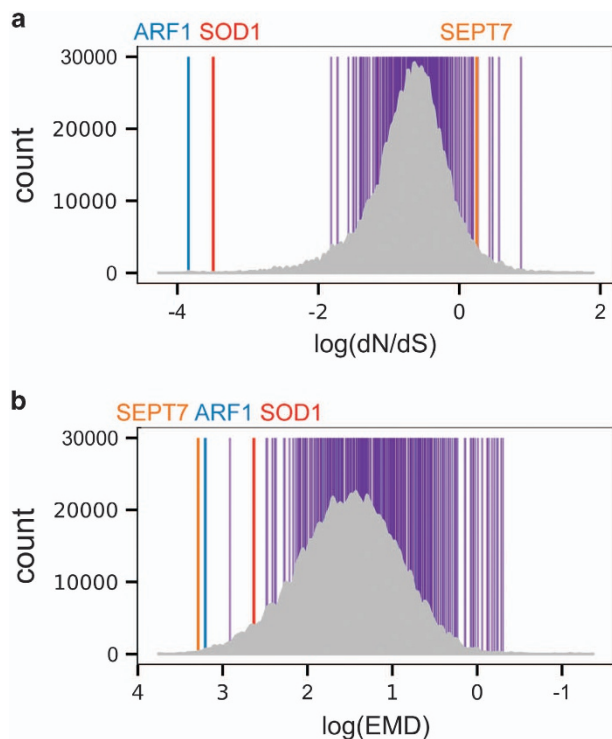 a
ARF1 SOD1 SEPT7
30000
20000
10000
0
count
-4 -2 0 2
log(dN/dS)
b
SEPT7 ARF1 SOD1
30000
20000
10000
0
count
4 3 2 1 0 -1
log(EMD)